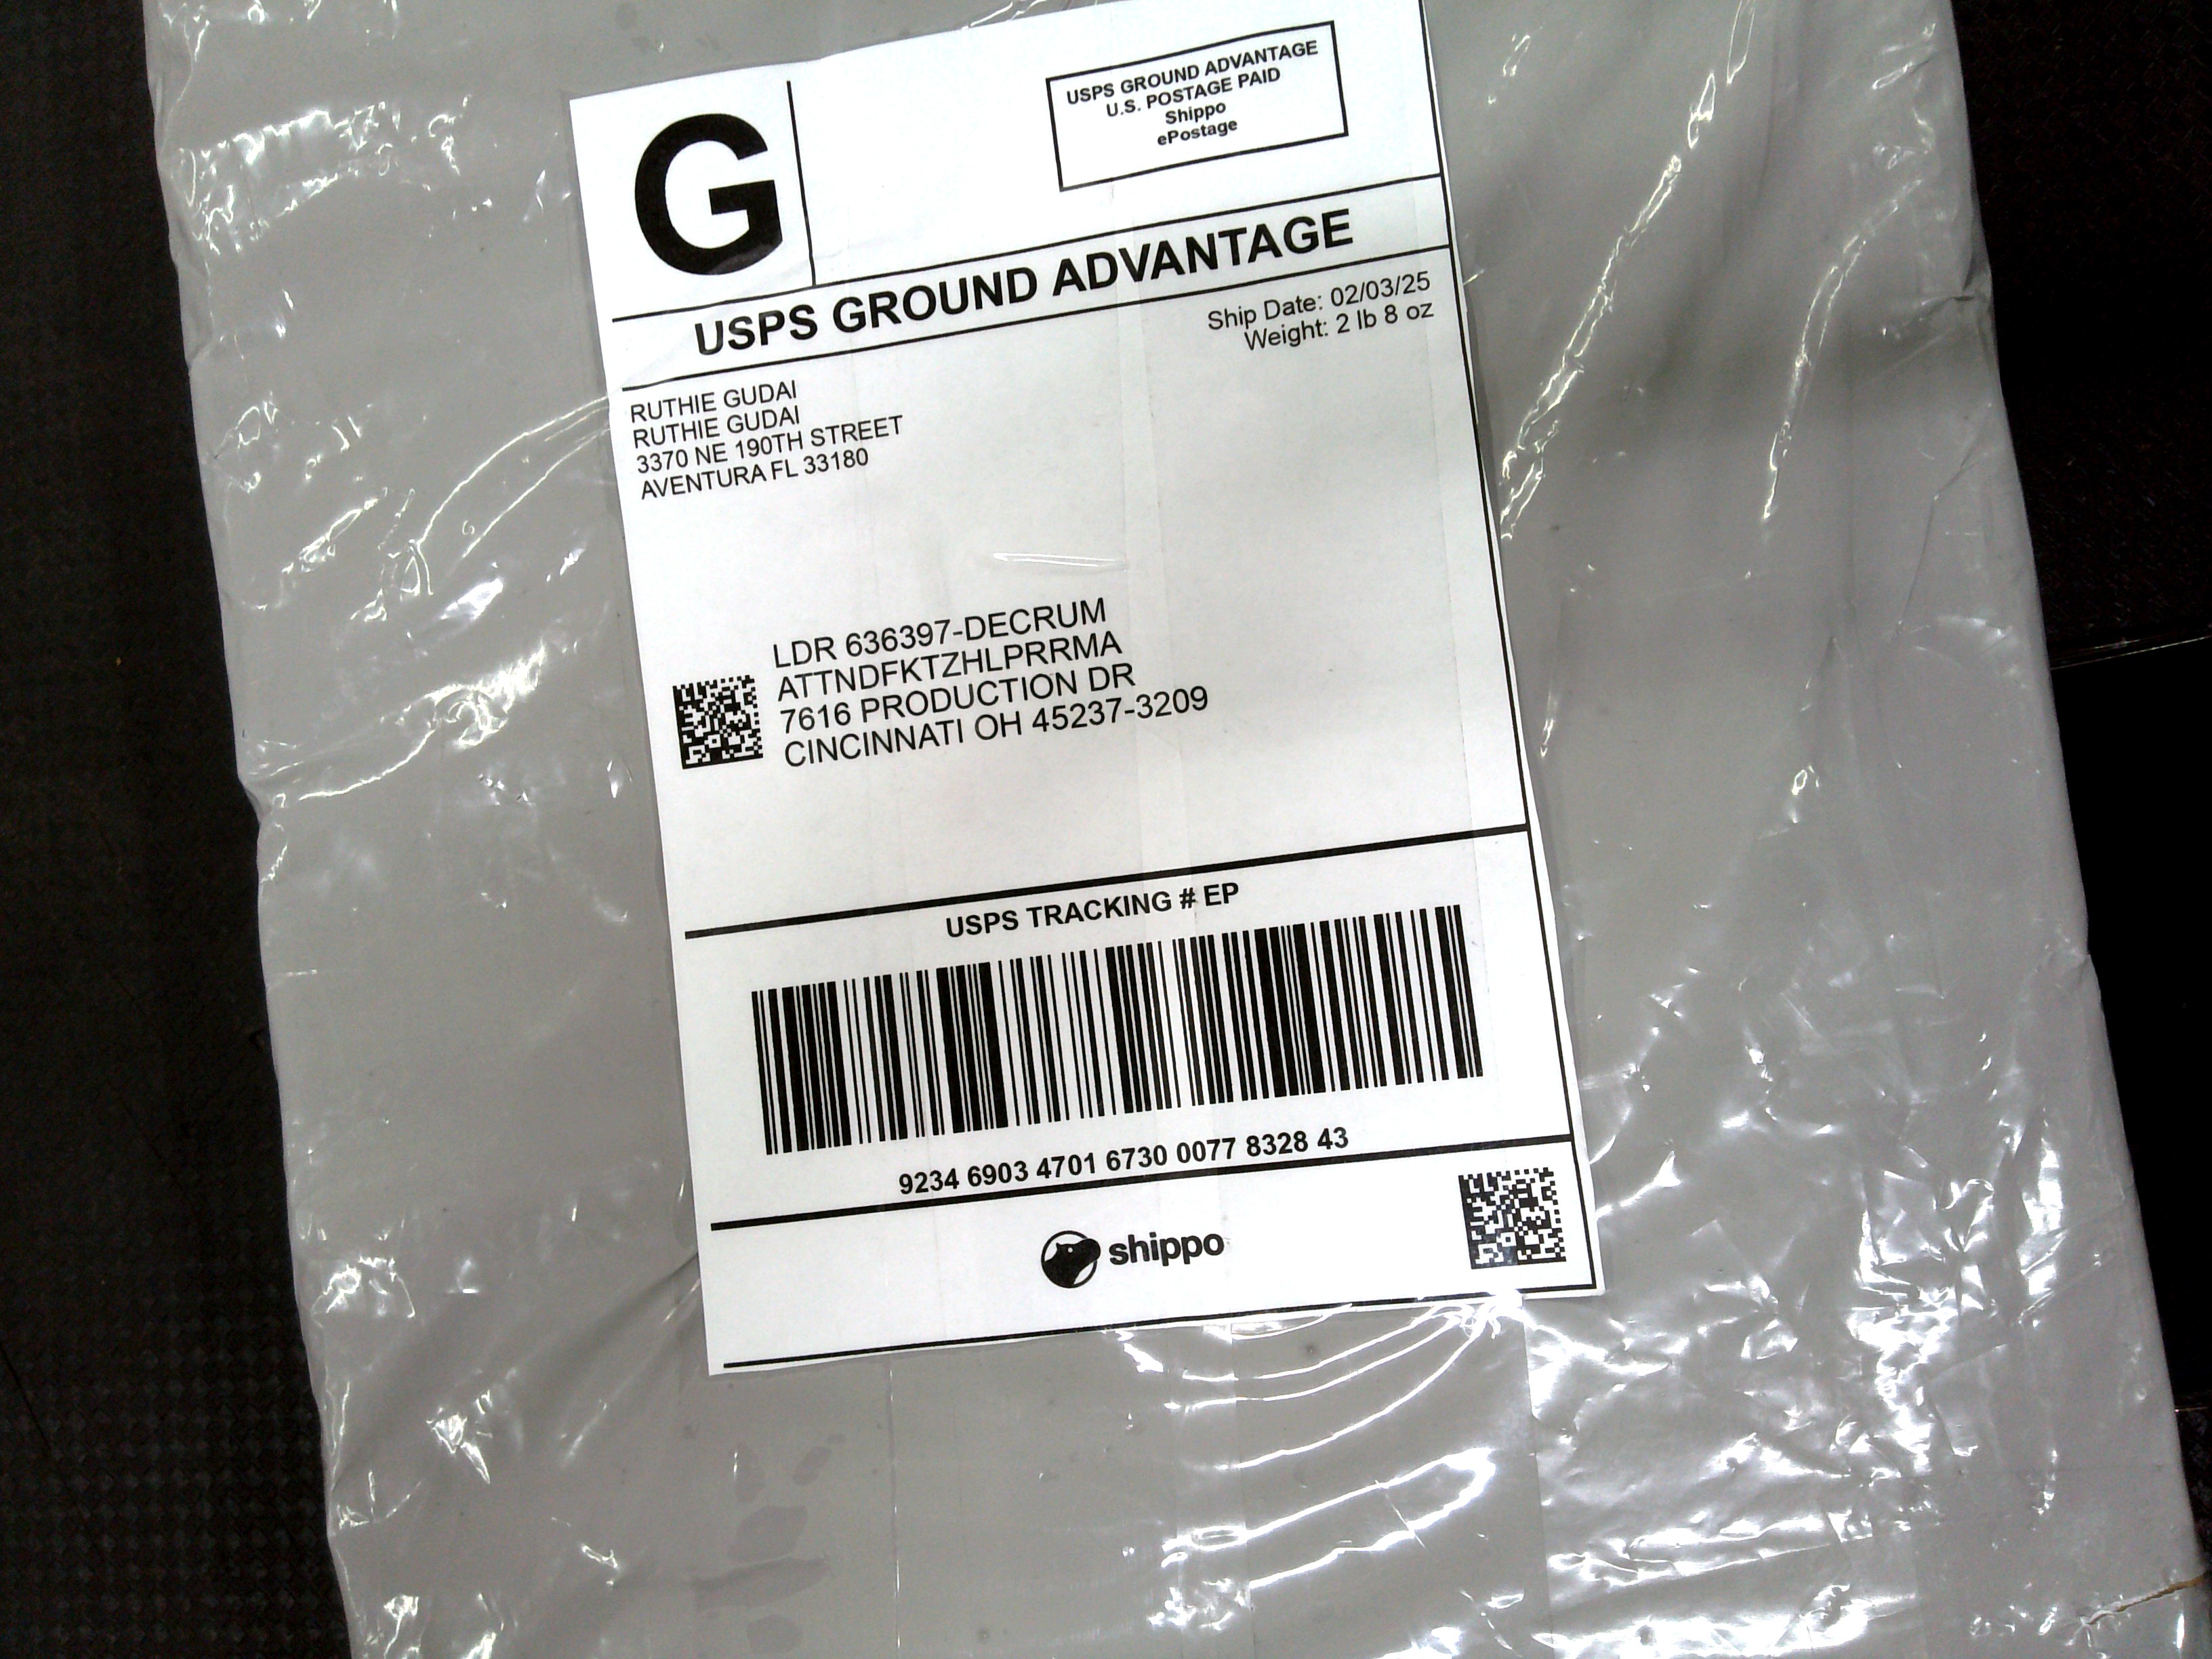 G
USPS GROUND ADVANTAGE
U.S. POSTAGE PAID
Shippo
ePostage
USPS GROUND ADVANTAGE
Ship Date: 02/03/25
Weight: 2 lb 8 oz
RUTHIE GUDAI
RUTHIE GUDAI
3370 NE 190TH STREET
AVENTURA FL 33180
LDR 636397-DECRUM
ATTNDFKTZHLPRRMA
7616 PRODUCTION DR
CINCINNATI OH 45237-3209
USPS TRACKING # EP
9234 6903 4701 6730 0077 8328 43
shippo